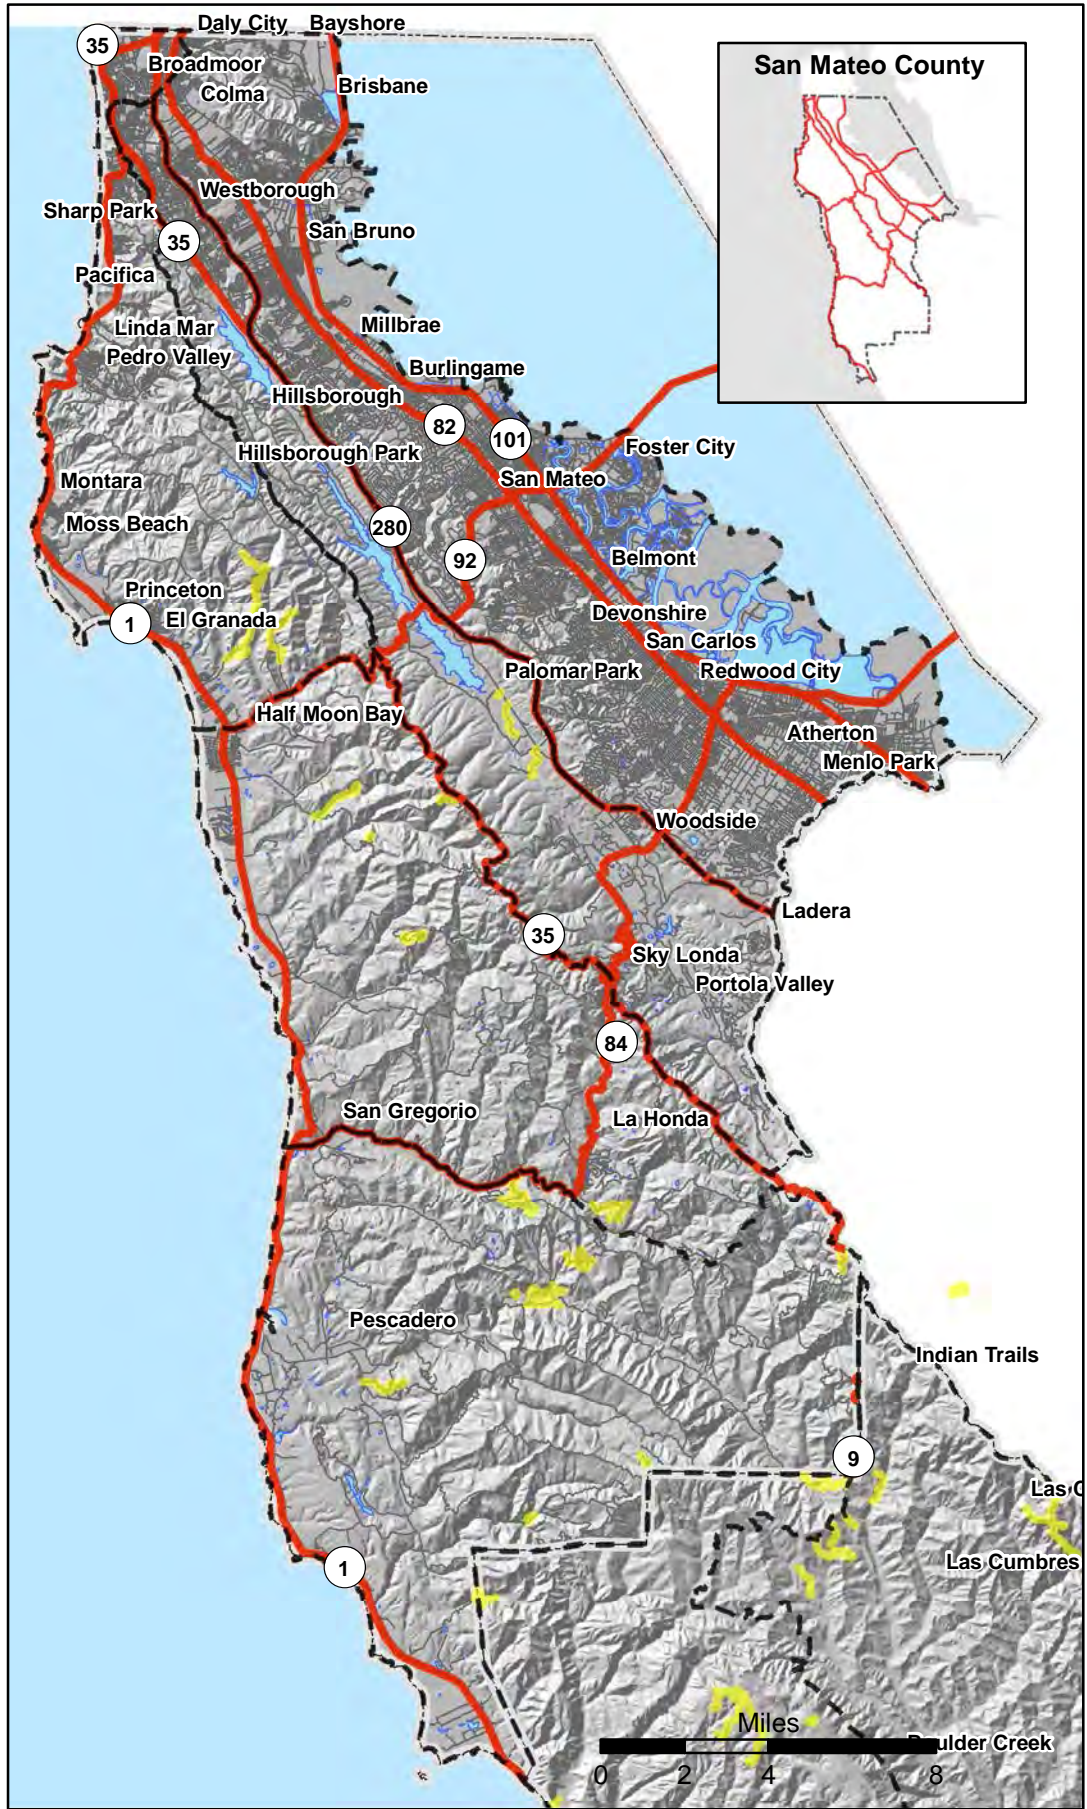 Daly City Bayshore
35
San Mateo County
Broadmoor
Colma
Brisbane
Westborough
Sharp Park
San Bruno
35
Pacifica
Linda Mar
Millbrae
Pedro Valley
Burlingame
Hillsborough
82
101
Foster City
Hillsborough Park
San Mateo
Montara
Moss Beach
280
92
Belmont
Princeton
Devonshire
El Granada
1
San Carlos
Palomar Park
Redwood City
Half Moon Bay
Atherton
Menlo Park
Woodside
Ladera
35
Sky Londa
Portola Valley
84
San Gregorio
La Honda
Pescadero
Indian Trails
9
Las C
Las Cumbres
1
Miles
Boulder Creek
0 2 4 8